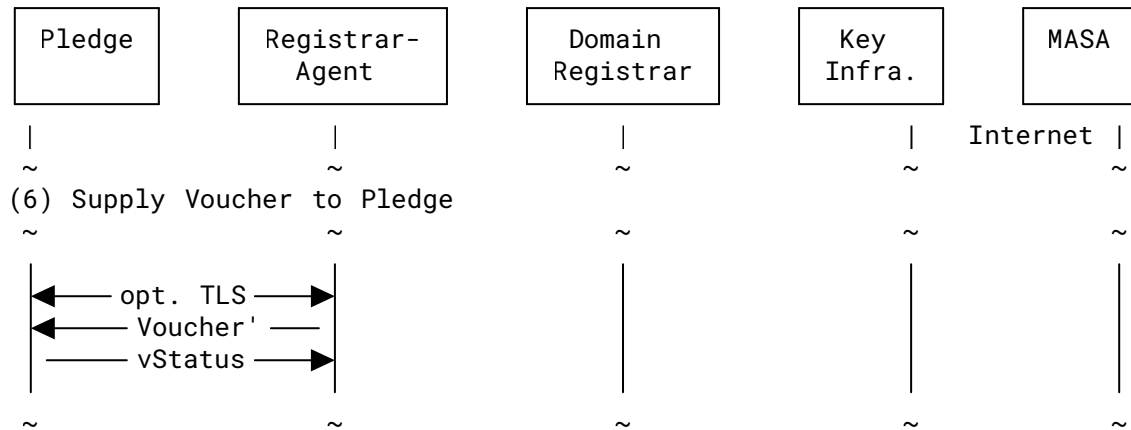 Pledge Registrar- Domain Key MASA
Agent Registrar Infra.
| | | | Internet |
~ ~ ~ ~ ~
(6) Supply Voucher to Pledge
~ ~ ~ ~ ~
opt. TLS
Voucher'
vStatus
~ ~ ~ ~ ~